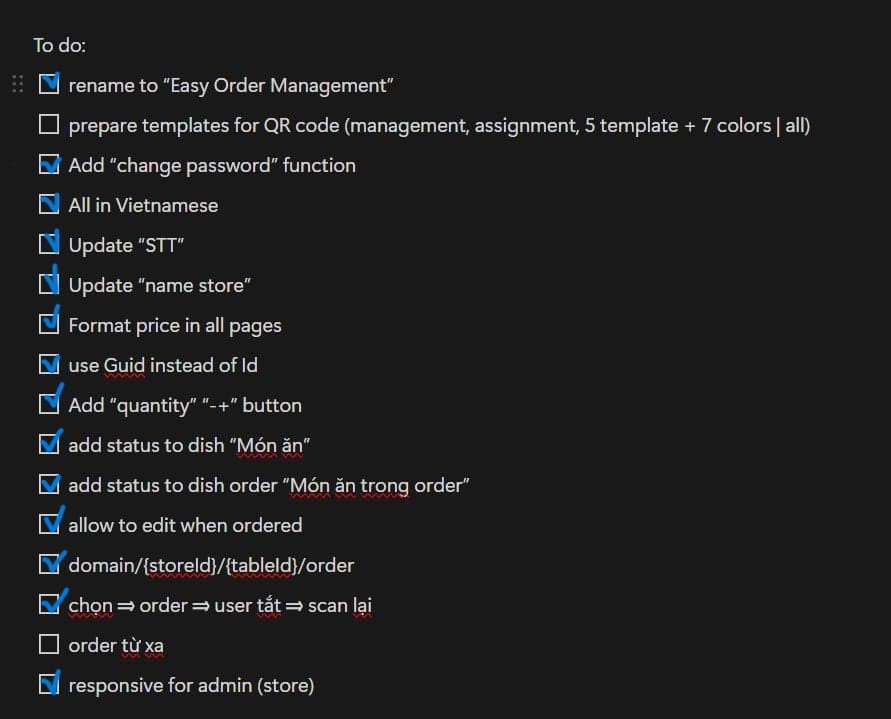 To do:
rename to “Easy Order Management”
prepare templates for QR code (management, assignment, 5 template + 7 colors | all)
Add “change password” function
All in Vietnamese
Update “STT”
Update “name store”
Format price in all pages
use Guid instead of Id
Add “quantity” “-+” button
add status to dish “Món ăn”
add status to dish order “Món ăn trong order”
allow to edit when ordered
domain/{storeId}/{tableId}/order
chọn ⇒ order ⇒ user tắt ⇒ scan lại
order từ xa
responsive for admin (store)